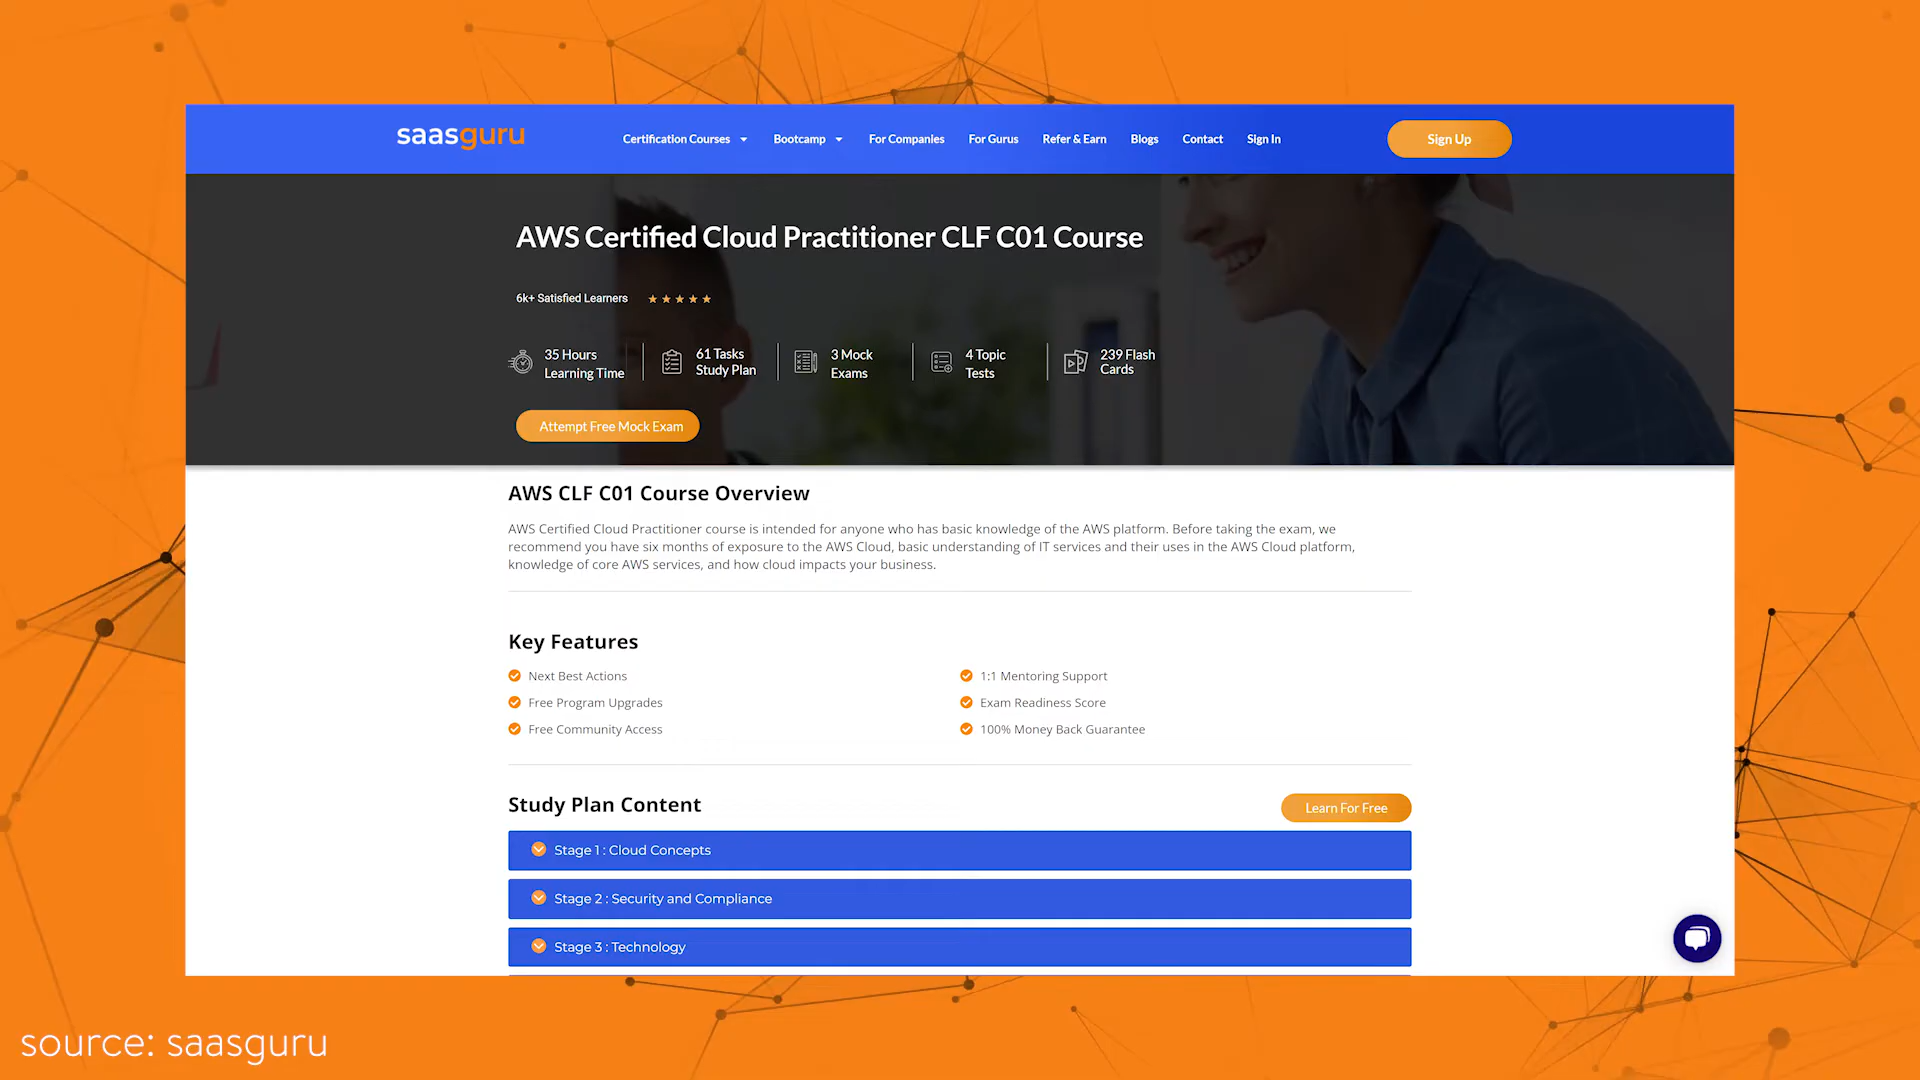 saasguru
Certification Courses
Bootcamp
For Companies
For Gurus
Refer & Earn
Blogs
Contact
Sign In
Sign Up
AWS Certified Cloud Practitioner CLF C01 Course
6k+ Satisfied Learners
35 Hours
Learning Time
61 Tasks
Study Plan
3 Mock
Exams
4 Topic
Tests
239 Flash
Cards
Attempt Free Mock Exam
AWS CLF C01 Course Overview
AWS Certified Cloud Practitioner course is intended for anyone who has basic knowledge of the AWS platform. Before taking the exam, we
recommend you have six months of exposure to the AWS Cloud, basic understanding of IT services and their uses in the AWS Cloud platform,
knowledge of core AWS services, and how cloud impacts your business.
Key Features
Next Best Actions
1:1 Mentoring Support
Free Program Upgrades
Exam Readiness Score
Free Community Access
100% Money Back Guarantee
Study Plan Content
Learn For Free
Stage 1 : Cloud Concepts
Stage 2 : Security and Compliance
Stage 3 : Technology
source: saasguru